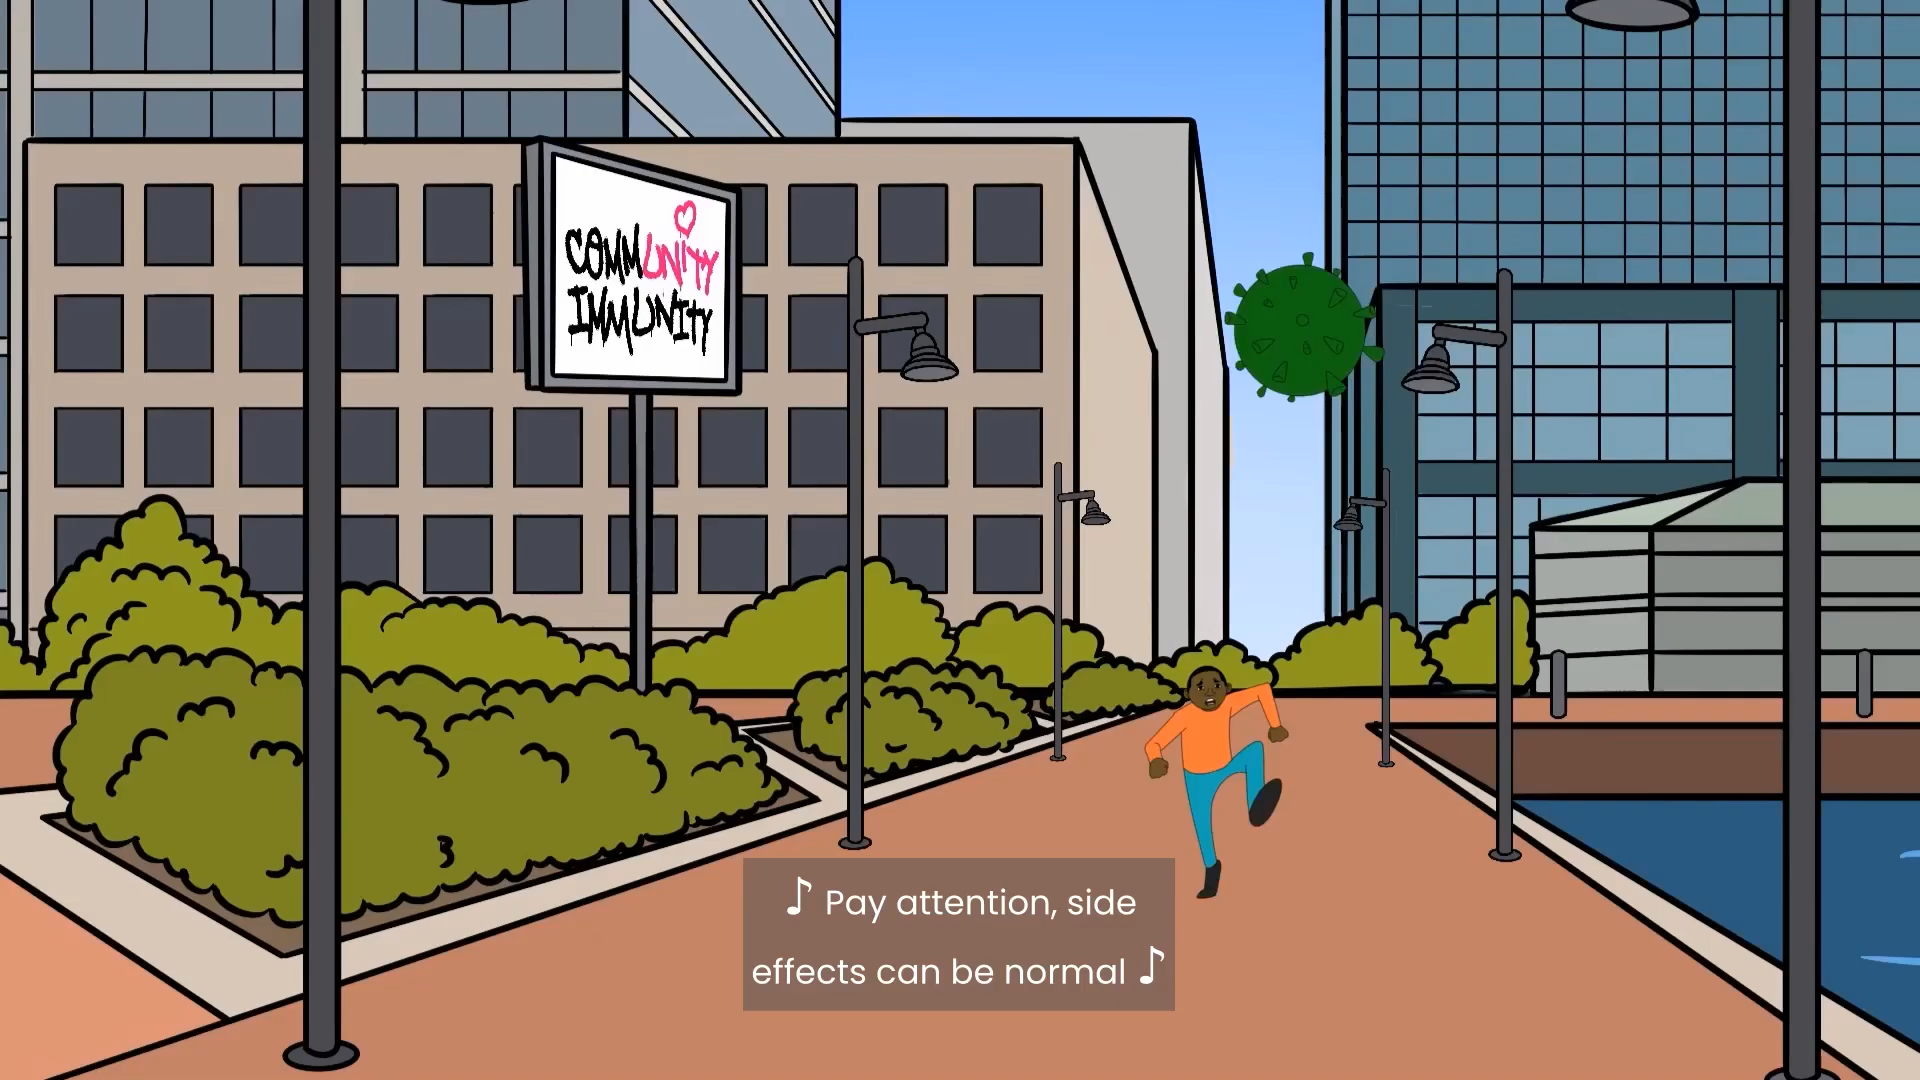 COMMUNITY
IMMUNITY
♪ Pay attention, side
effects can be normal ♪